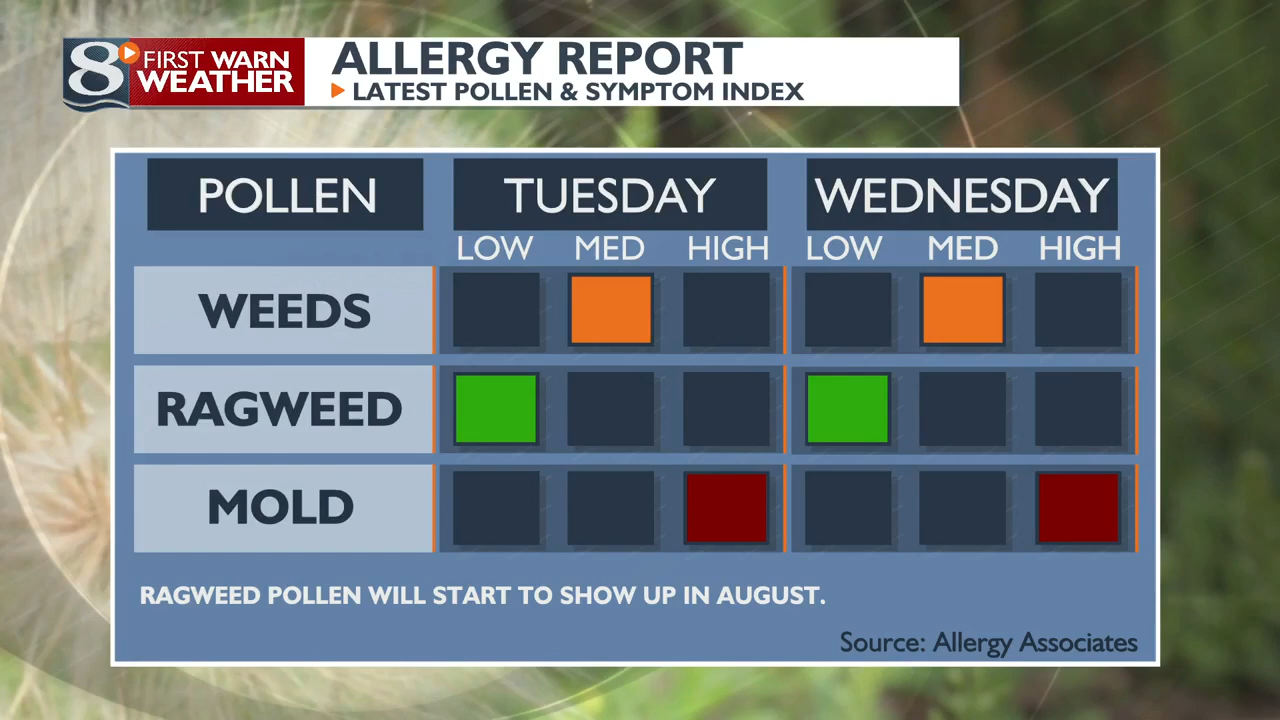 8 FIRST WARN
WEATHER
ALLERGY REPORT
LATEST POLLEN & SYMPTOM INDEX
POLLEN TUESDAY WEDNESDAY
LOW MED HIGH LOW MED HIGH
WEEDS
RAGWEED
MOLD
RAGWEED POLLEN WILL START TO SHOW UP IN AUGUST.
Source: Allergy Associates